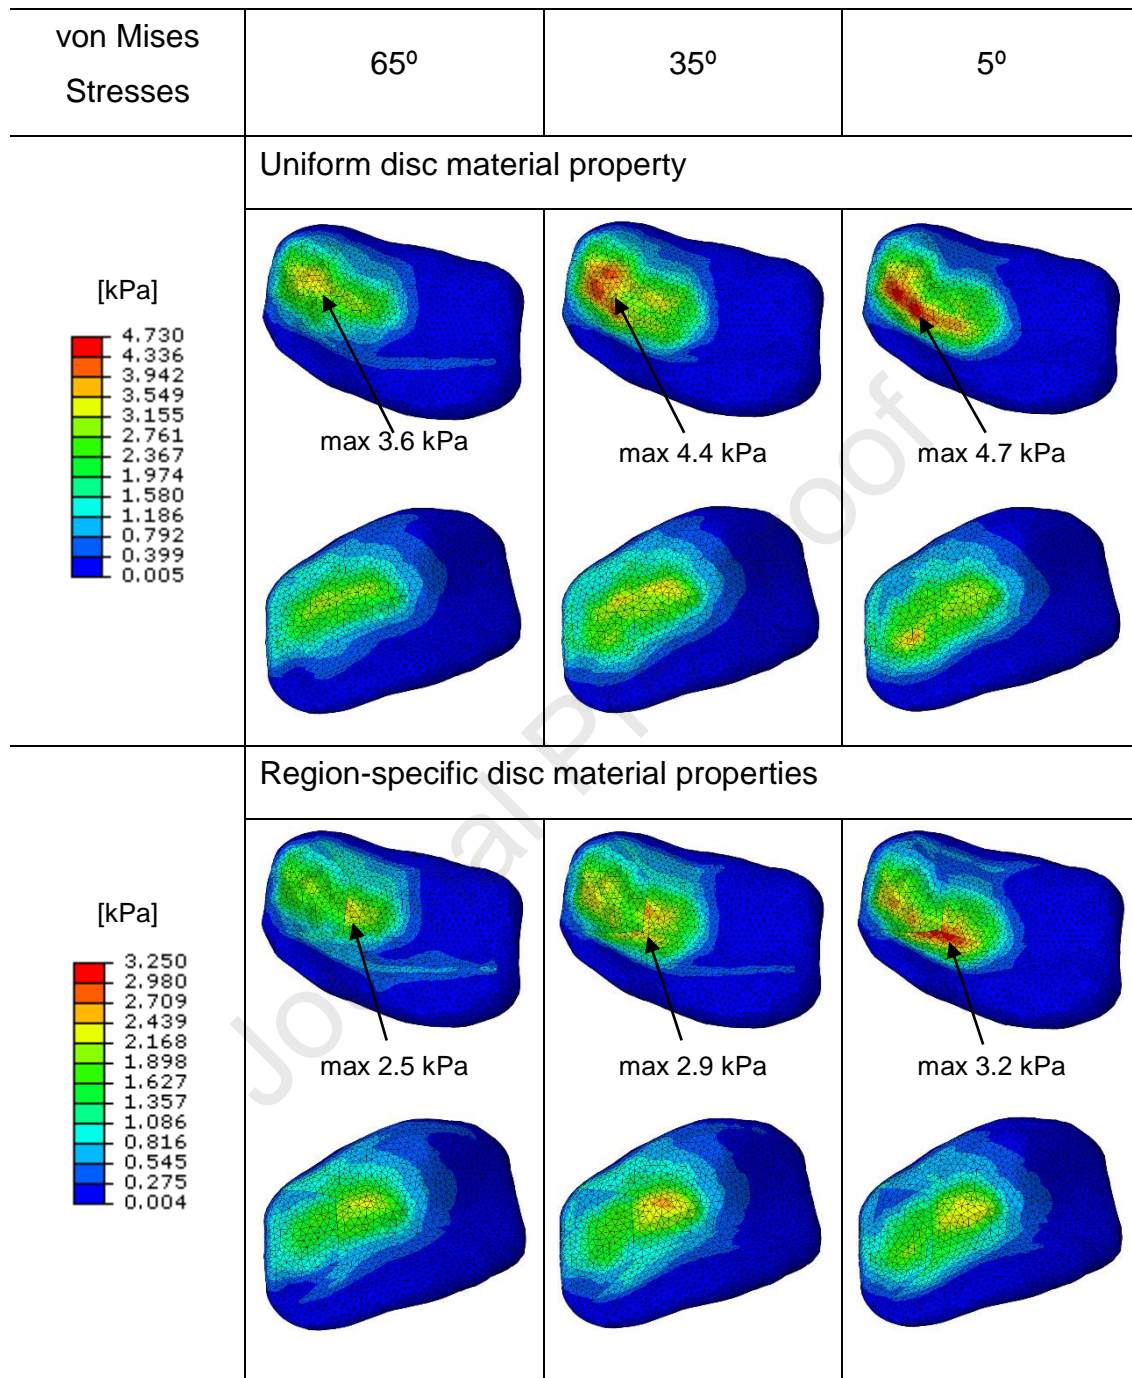 von Mises
Stresses
65º
35º
5º
Uniform disc material property
[kPa]
4.730
4.336
3.942
3.549
3.155
2.761
2.367
1.974
1.580
1.186
0.792
0.399
0.005
max 3.6 kPa
max 4.4 kPa
max 4.7 kPa
Region-specific disc material properties
[kPa]
3.250
2.980
2.709
2.439
2.168
1.898
1.627
1.357
1.086
0.816
0.545
0.275
0.004
max 2.5 kPa
max 2.9 kPa
max 3.2 kPa